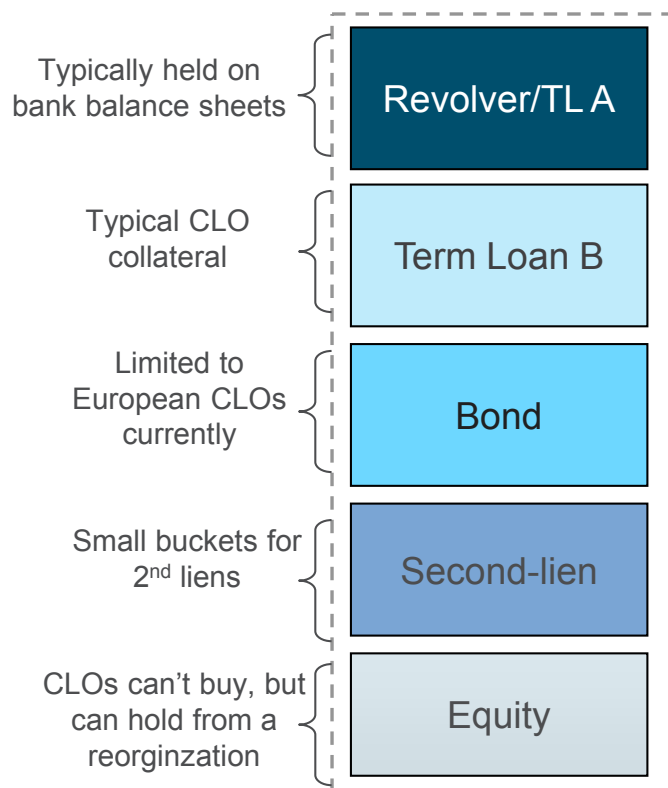 Typically held on
bank balance sheets
Revolver/TL A
Typical CLO
collateral
Term Loan B
Limited to
European CLOs
currently
Bond
Small buckets for
2nd liens
Second-lien
CLOs can’t buy, but
can hold from a
reorginzation
Equity